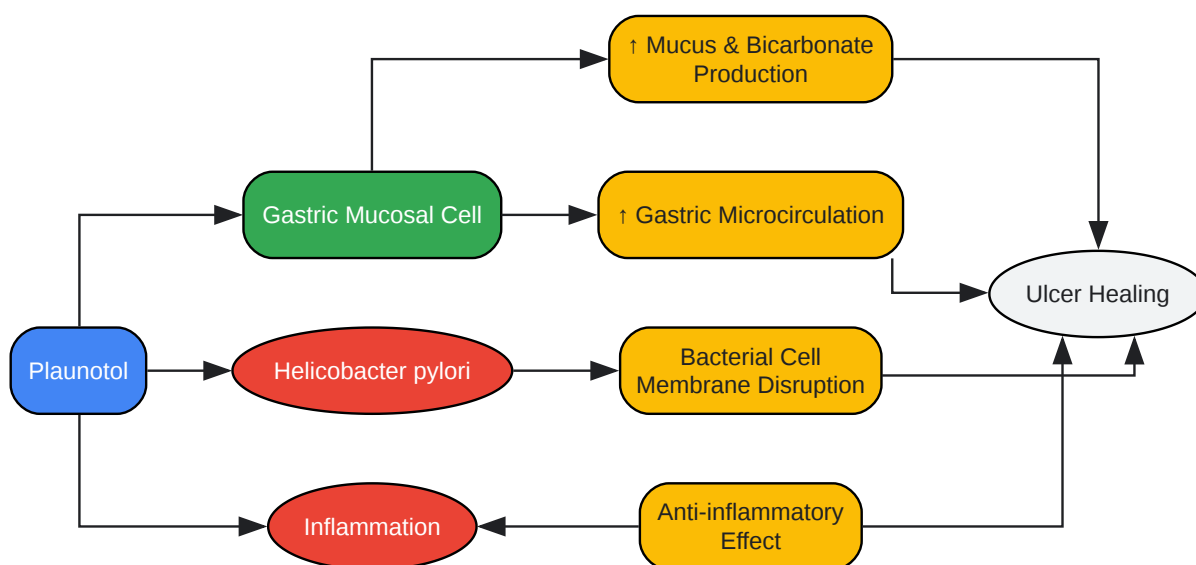 ↑ Mucus & Bicarbonate
Production
Gastric Mucosal Cell
↑ Gastric Microcirculation
Ulcer Healing
Plaunotol
Helicobacter pylori
Bacterial Cell
Membrane Disruption
Inflammation
Anti-inflammatory
Effect